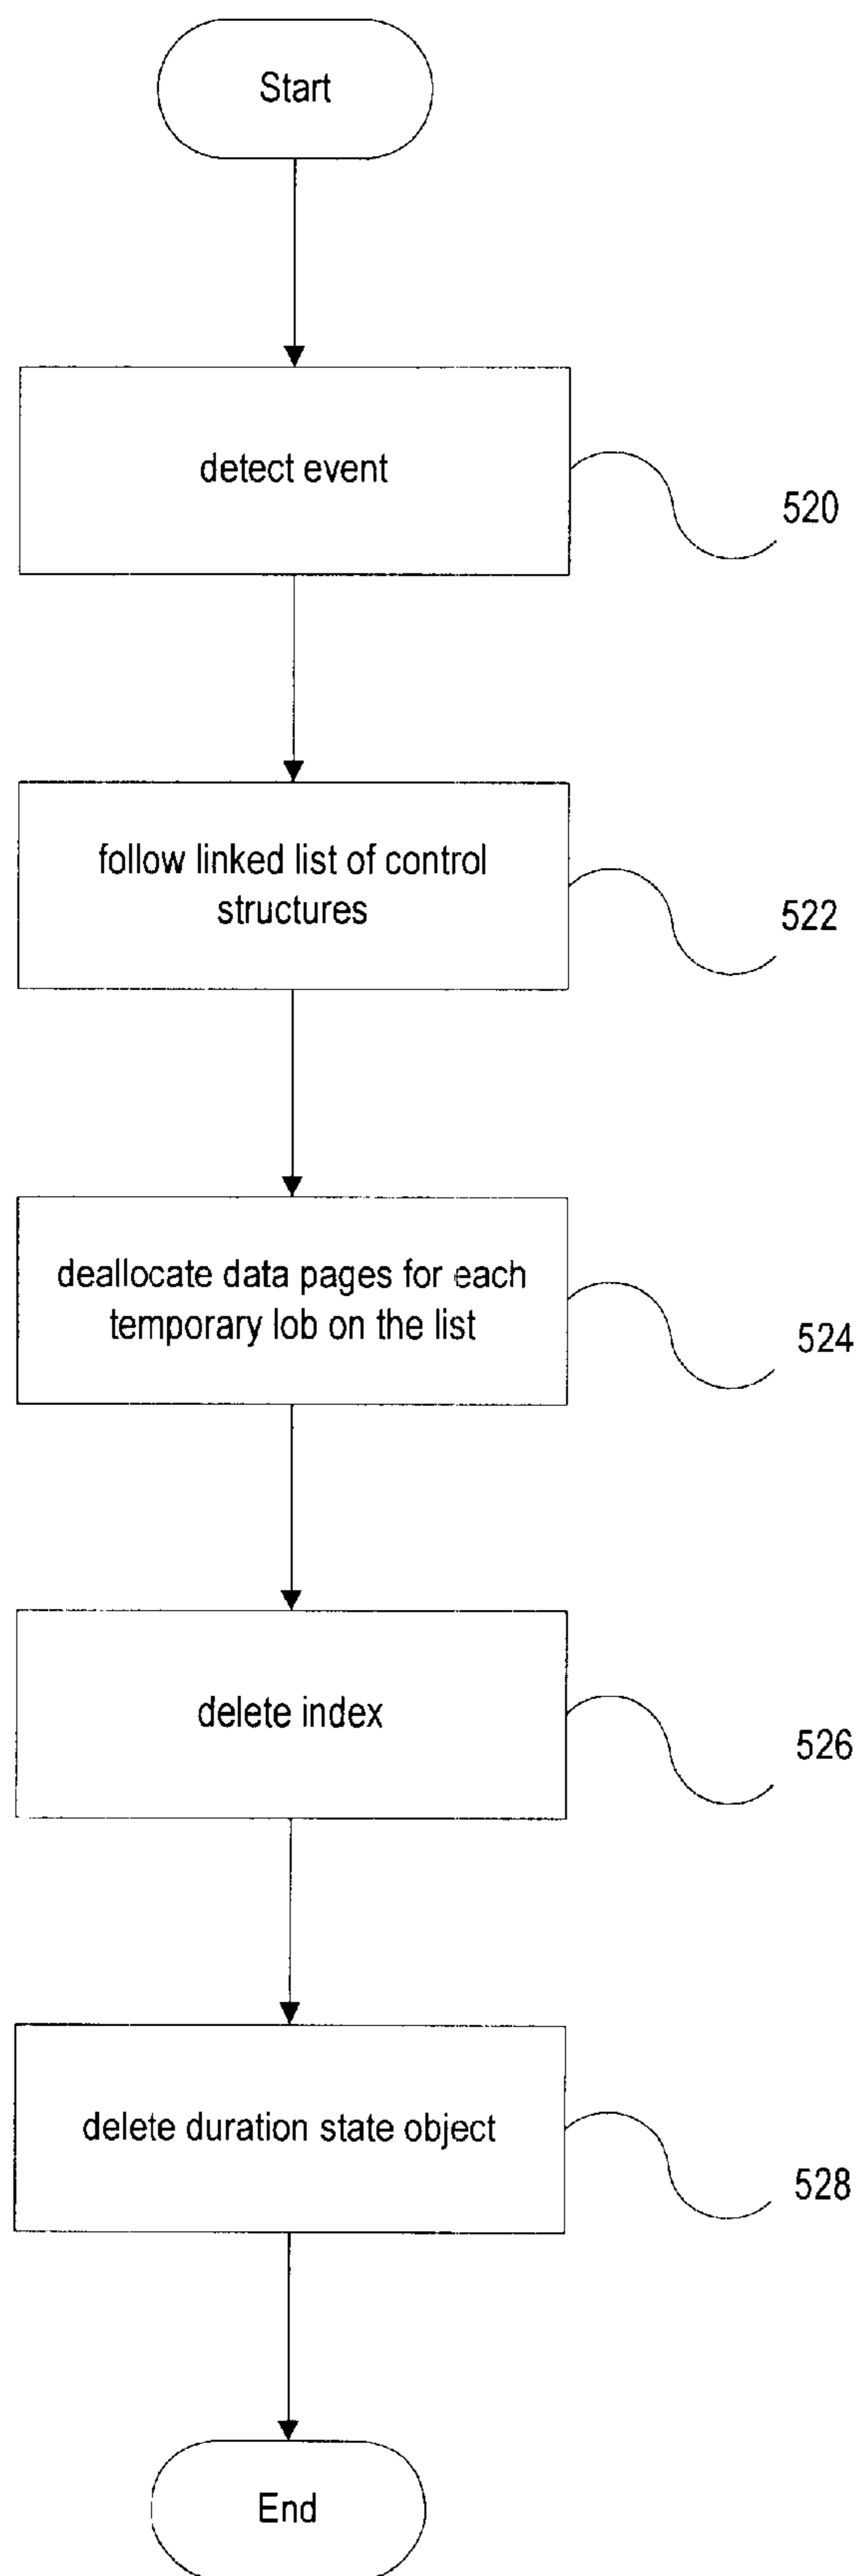 Start
detect event
520
follow linked list of control
structures
522
deallocate data pages for each
temporary lob on the list
524
delete index
526
delete duration state object
528
End